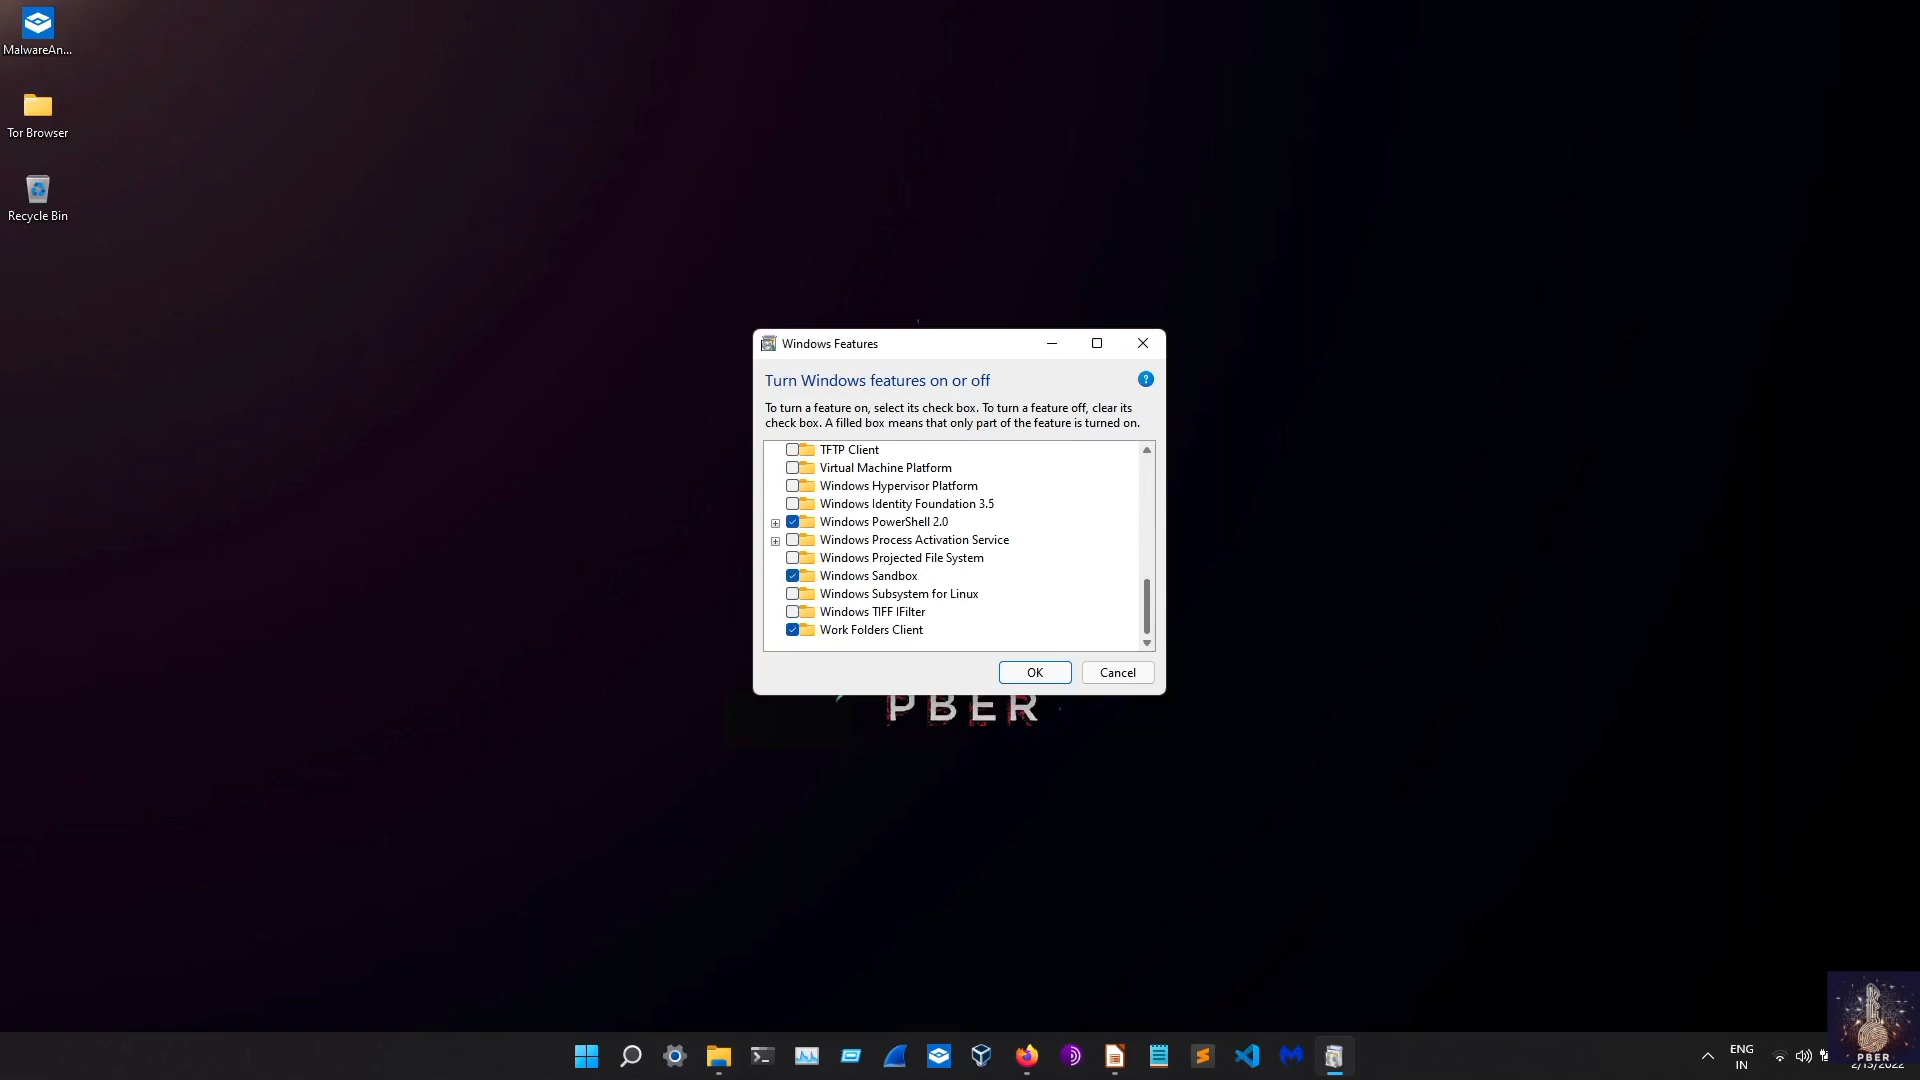 MalwareAn...
Tor Browser
Recycle Bin
Windows Features
Turn Windows features on or off
?
To turn a feature on, select its check box. To turn a feature off, clear its
check box. A filled box means that only part of the feature is turned on.
TFTP Client
Virtual Machine Platform
Windows Hypervisor Platform
Windows Identity Foundation 3.5
Windows PowerShell 2.0
Windows Process Activation Service
Windows Projected File System
Windows Sandbox
Windows Subsystem for Linux
Windows TIFF IFilter
Work Folders Client
OK Cancel
PBER
ENG
IN
PBER
2/15/2022